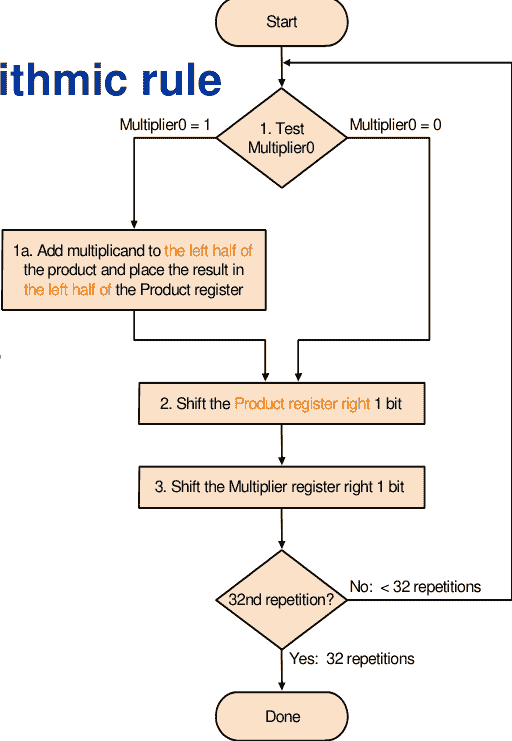 Start
ithmic rule
Multiplier0 = 1
1. Test
Multiplier0
Multiplier0 = 0
1a. Add multiplicand to the left half of
the product and place the result in
the left half of the Product register
2. Shift the Product register right 1 bit
3. Shift the Multiplier register right 1 bit
32nd repetition?
No: < 32 repetitions
Yes: 32 repetitions
Done